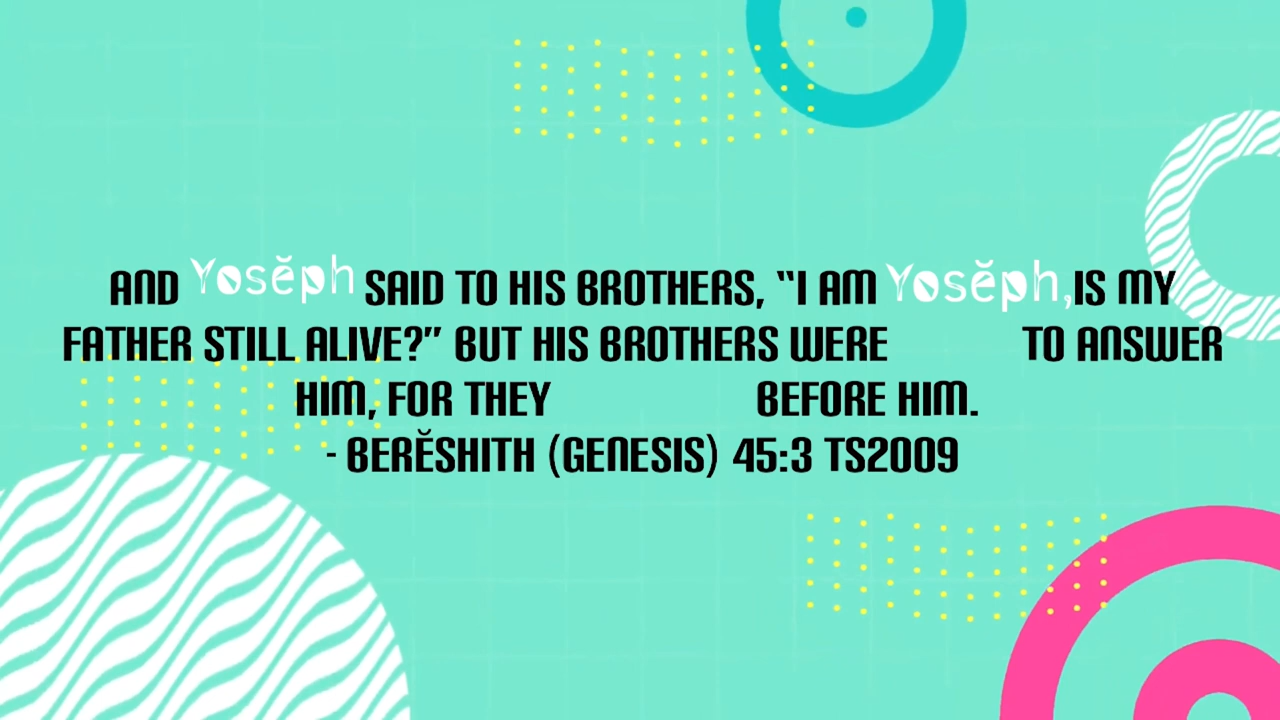 AND Yosĕph SAID TO HIS BROTHERS, “I AM Yosĕph, IS MY
FATHER STILL ALIVE?” BUT HIS BROTHERS WERE TO ANSWER
HIM, FOR THEY BEFORE HIM.
- BERĔSHITH (GENESIS) 45:3 TS2009